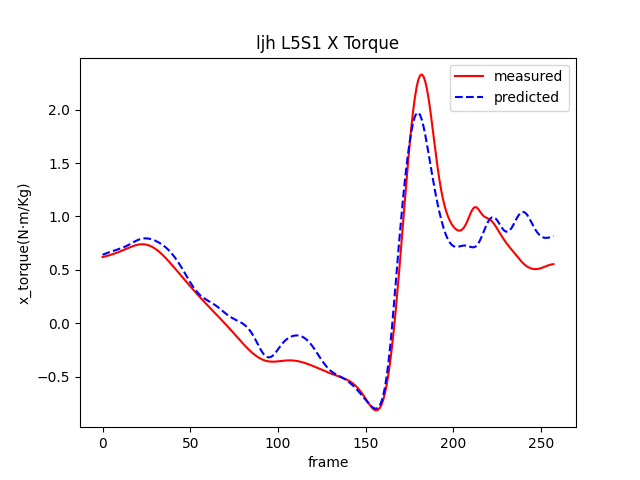 ljh L5S1 X Torque
measured
predicted
x_torque(N·m/Kg)
2.0
1.5
1.0
0.5
0.0
−0.5
0 50 100 150 200 250
frame